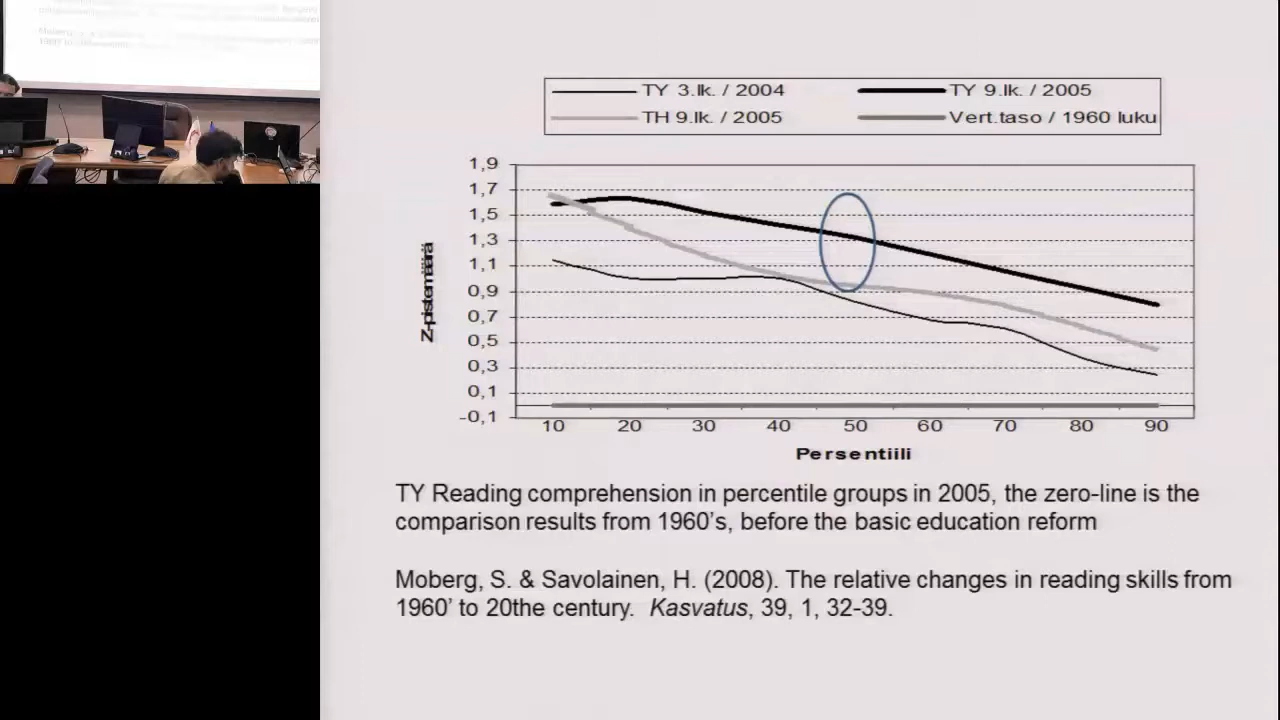 TY 3.lk. / 2004
TY 9.lk. / 2005
TH 9.lk. / 2005
Vert.taso / 1960 luku
1,9
1,7
1,5
1,3
1,1
0,9
0,7
0,5
0,3
0,1
-0,1
Z-pistemäärä
10 20 30 40 50 60 70 80 90
Persentiili
TY Reading comprehension in percentile groups in 2005, the zero-line is the
comparison results from 1960's, before the basic education reform
Moberg, S. & Savolainen, H. (2008). The relative changes in reading skills from
1960' to 20the century. Kasvatus, 39, 1, 32-39.